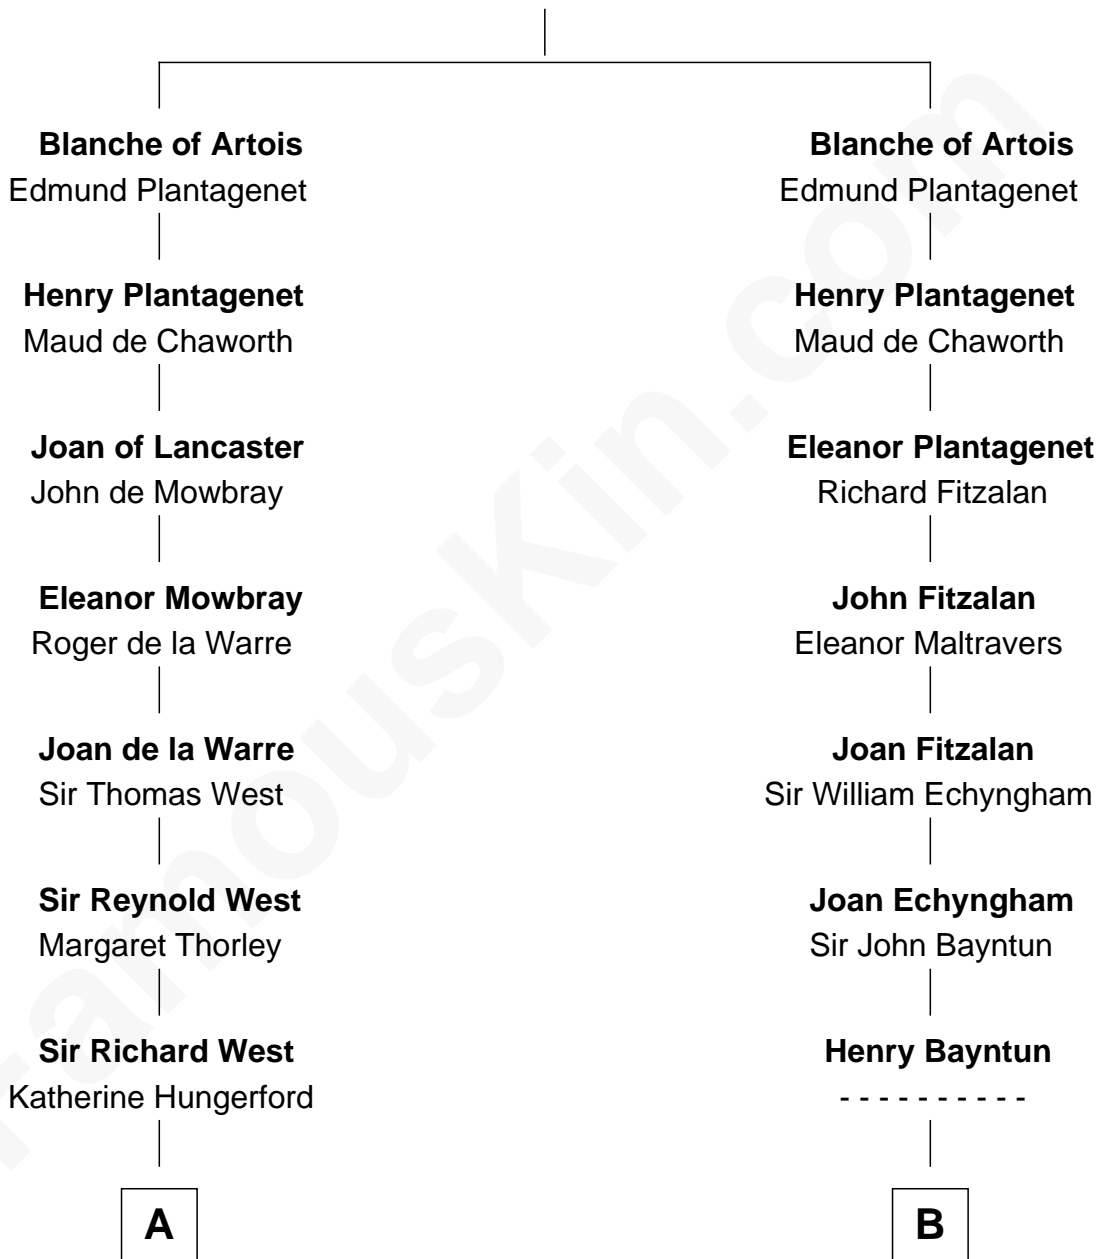 Blanche of Artois
Edmund Plantagenet
Blanche of Artois
Edmund Plantagenet
Henry Plantagenet
Maud de Chaworth
Henry Plantagenet
Maud de Chaworth
Joan of Lancaster
John de Mowbray
Eleanor Plantagenet
Richard Fitzalan
Eleanor Mowbray
Roger de la Warre
John Fitzalan
Eleanor Maltravers
Joan de la Warre
Sir Thomas West
Joan Fitzalan
Sir William Echyngham
Sir Reynold West
Margaret Thorley
Joan Echyngham
Sir John Bayntun
Sir Richard West
Katherine Hungerford
Henry Bayntun
- - - - - - - - - -
A
B
famouskin.com